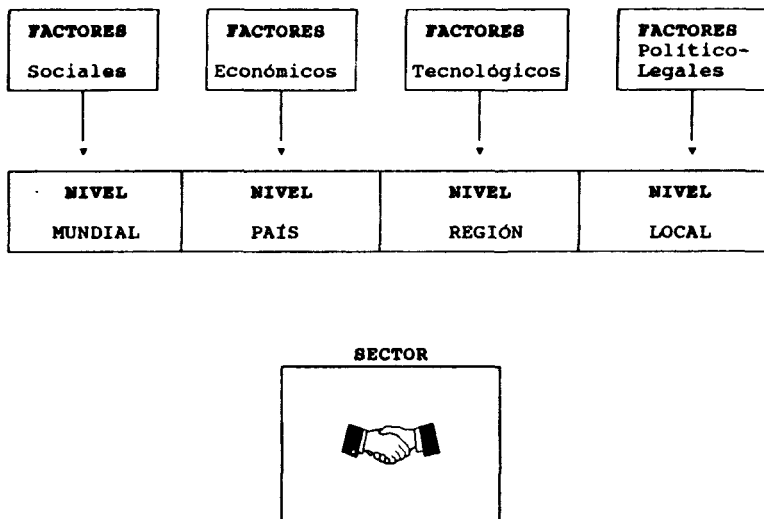 FACTORES
Sociales
FACTORES
Económicos
FACTORES
Tecnológicos
FACTORES
Político-
Legales
NIVEL
MUNDIAL
NIVEL
PAÍS
NIVEL
REGIÓN
NIVEL
LOCAL
SECTOR